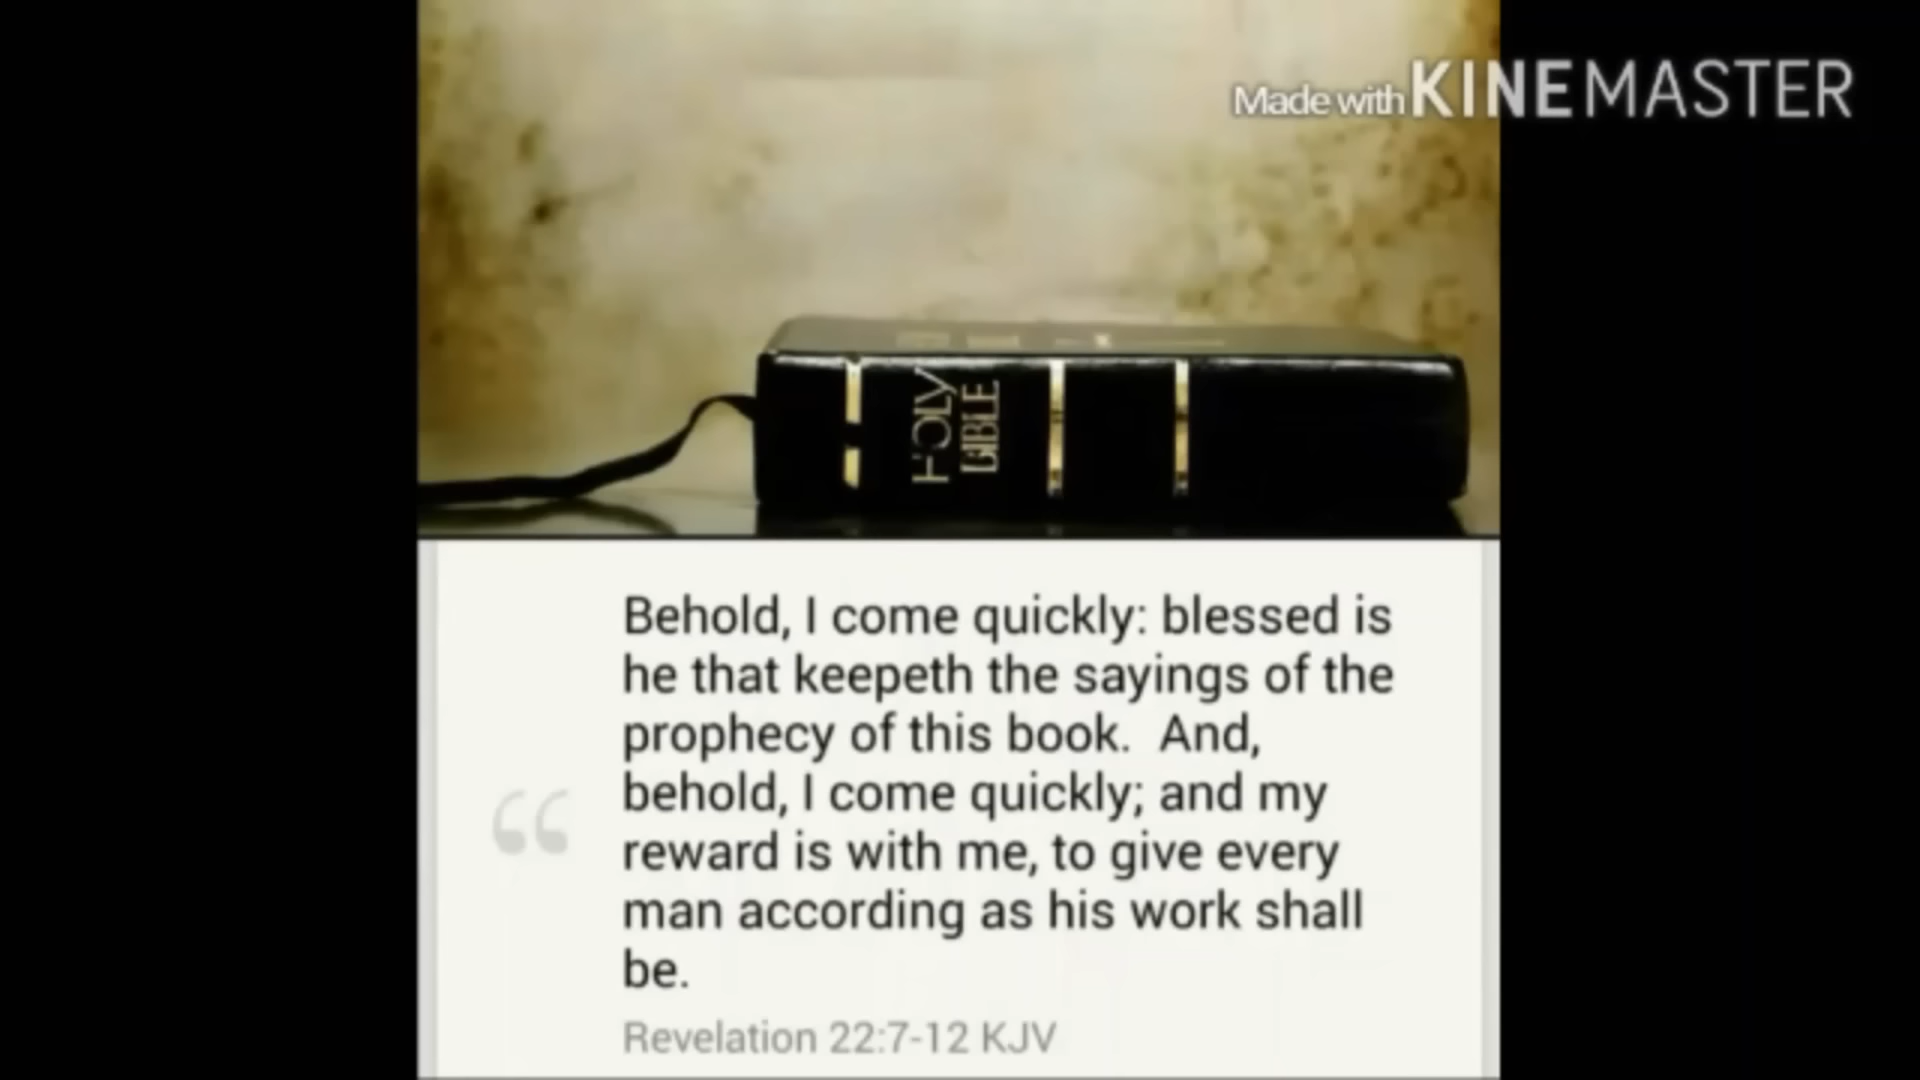 Made with KINEMASTER
HOLY
BIBLE
Behold, I come quickly: blessed is
he that keepeth the sayings of the
prophecy of this book.  And,
behold, I come quickly; and my
reward is with me, to give every
man according as his work shall
be.
Revelation 22:7-12 KJV